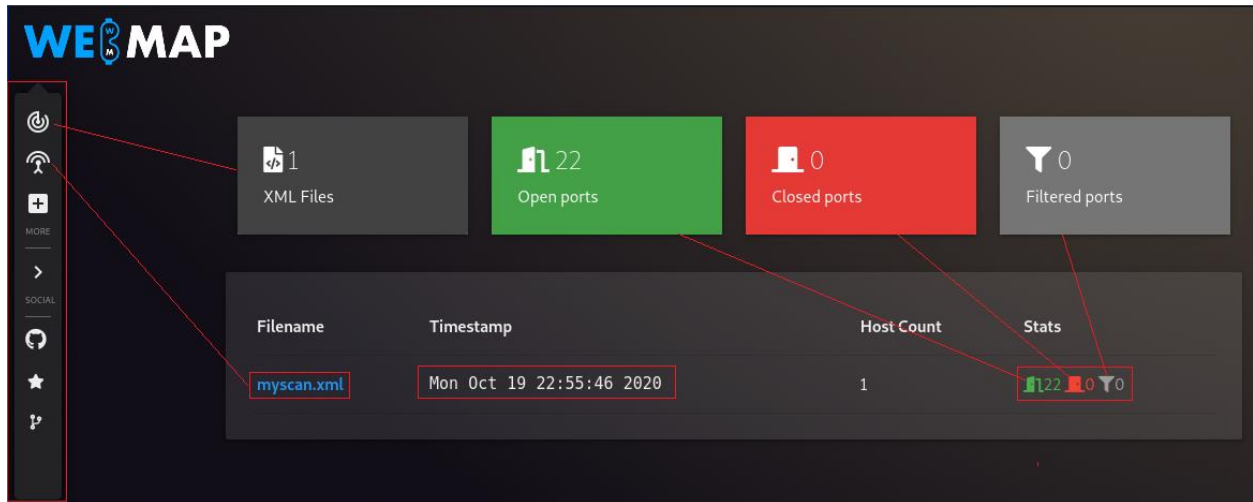 WEBMAP
1
XML Files
22
Open ports
0
Closed ports
0
Filtered ports
MORE
SOCIAL
Filename Timestamp Host Count Stats
myscan.xml Mon Oct 19 22:55:46 2020 1 22 0 0